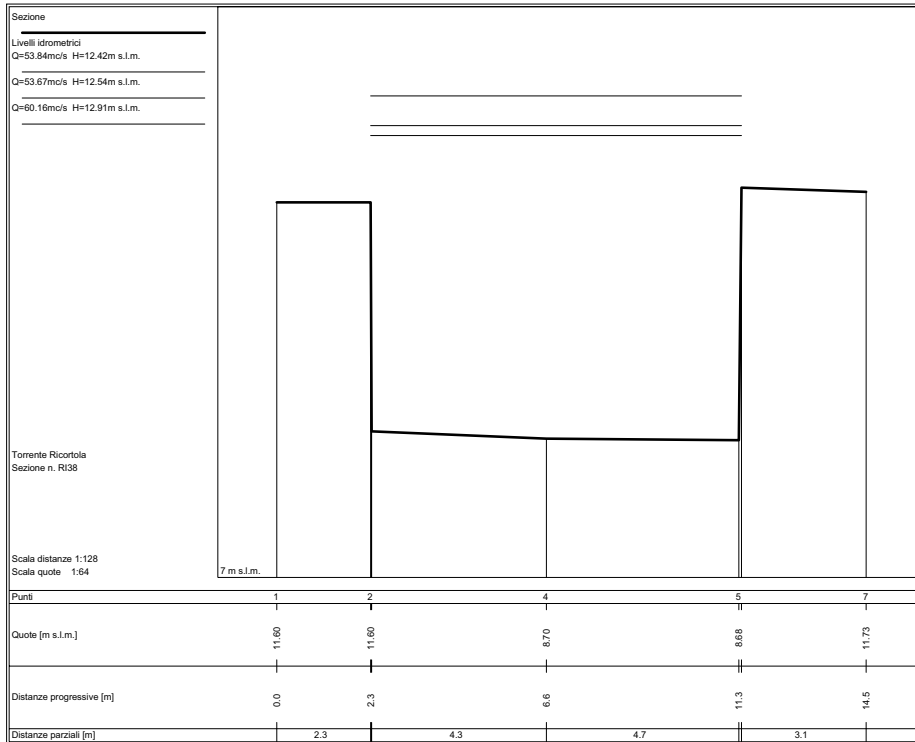 Sezione
Livelli idrometrici
Q=53.84mc/s H=12.42m s.l.m.
Q=53.67mc/s H=12.54m s.l.m.
Q=60.16mc/s H=12.91m s.l.m.
Torrente Ricortola
Sezione n. RI38
Scala distanze 1:128
Scala quote 1:64
7 m s.l.m.
Punti 1 2 4 5 7
Quote [m s.l.m.] 11.60 11.60 8.70 8.68 11.73
Distanze progressive [m] 0.0 2.3 6.6 11.3 14.5
Distanze parziali [m] 2.3 4.3 4.7 3.1